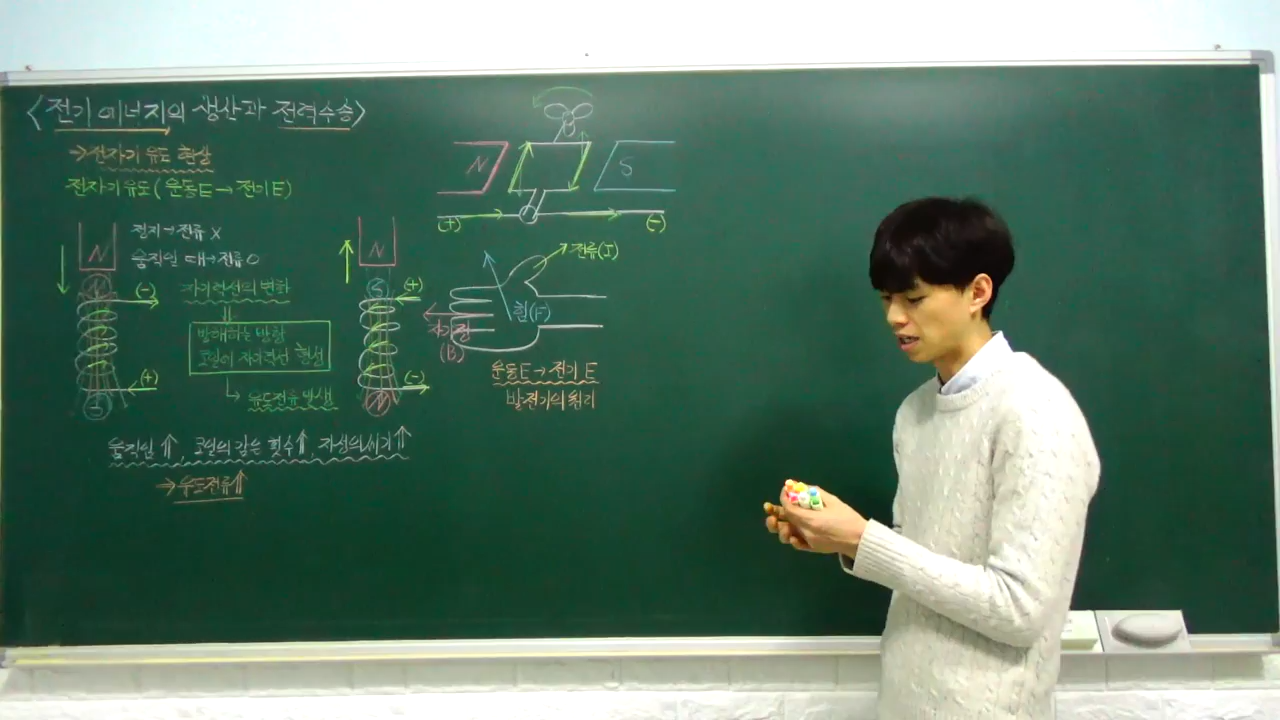 <전기 에너지의 생산과 전력수송>
→전자기 유도 현상
전자기유도(운동E → 전기E)
N
정지→전류 X
움직일 때→전류 O
N
(-)
자기력선의 변화
방해하는 방향
코일에 자기력선 형성
(+)
→ 유도전류 발생
S
N
S
(+)
(-)
N
움직임⇑, 코일의 감은 횟수⇑, 자석의 세기⇑
→유도전류⇑
N
S
(+)
(-)
전류(I)
힘(F)
자기장
(B)
운동E → 전기 E
발전기의 원리